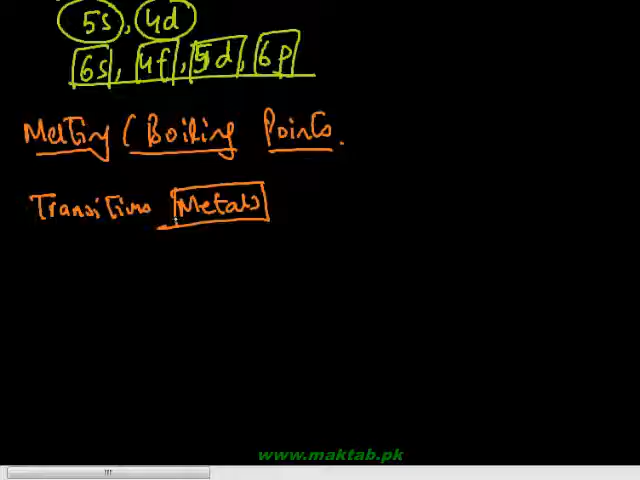 5s, 4d
6s, 4f, 5d, 6p
Melting ( Boiling Points.
Transition Metals
www.maktab.pk